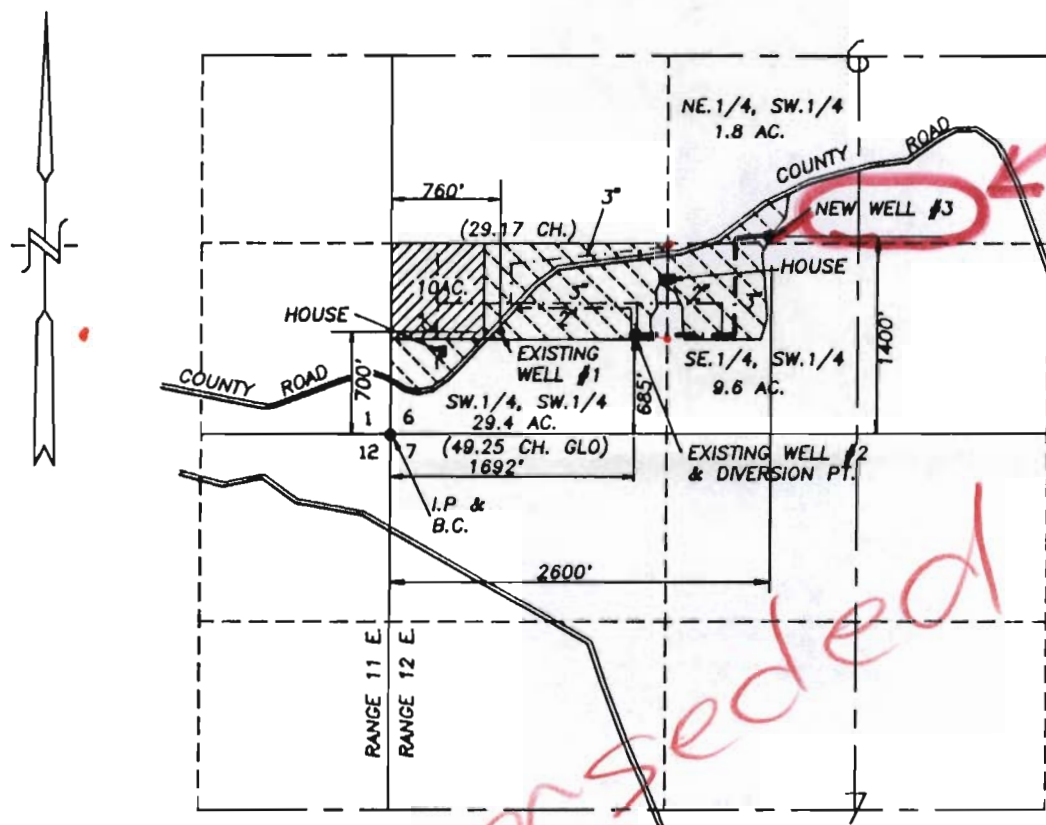 N
6
NE.1/4, SW.1/4
1.8 AC.
COUNTY ROAD
760'
3"
NEW WELL #3
(29.17 CH.)
HOUSE
10AC.
3"
2"
2"
HOUSE
EXISTING
WELL #1
SE.1/4, SW.1/4
9.6 AC.
1400'
COUNTY ROAD
700'
685'
SW.1/4, SW.1/4
29.4 AC.
1 6
12 7
(49.25 CH. GLO)
1692'
EXISTING WELL #2
& DIVERSION PT.
I.P &
B.C.
2600'
RANGE 11 E.
RANGE 12 E.
7